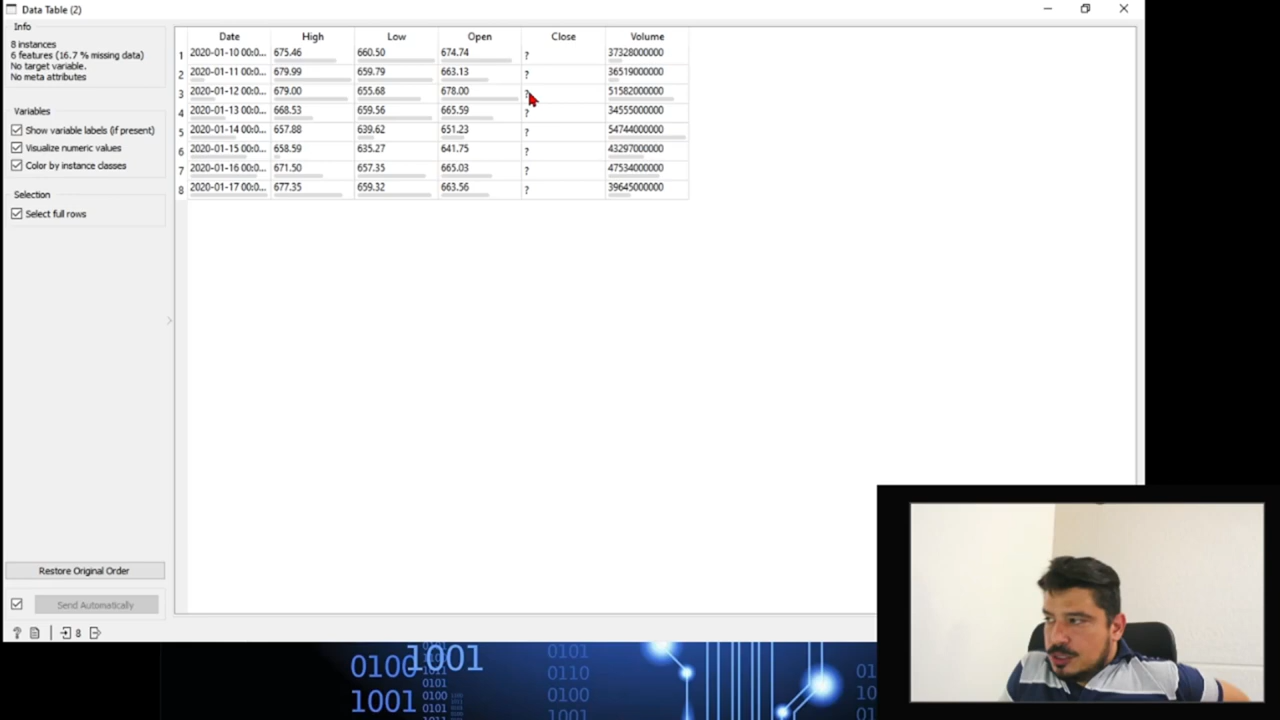 Data Table (2)
Info
8 instances
6 features (16.7 % missing data)
No target variable.
No meta attributes
Variables
Show variable labels (if present)
Visualize numeric values
Color by instance classes
Selection
Select full rows
Restore Original Order
Send Automatically
? 8
Date High Low Open Close Volume
1 2020-01-10 00:0... 675.46 660.50 674.74 ? 37328000000
2 2020-01-11 00:0... 679.99 659.79 663.13 ? 36519000000
3 2020-01-12 00:0... 679.00 655.68 678.00 ? 51582000000
4 2020-01-13 00:0... 668.53 659.56 665.59 ? 34555000000
5 2020-01-14 00:0... 657.88 639.62 651.23 ? 54744000000
6 2020-01-15 00:0... 658.59 635.27 641.75 ? 43297000000
7 2020-01-16 00:0... 671.50 657.35 665.03 ? 47534000000
8 2020-01-17 00:0... 677.35 659.32 663.56 ? 39645000000
0100
1001
1001
0101
0101
0100
1001
0101
0110
0100
1001
01
10
01